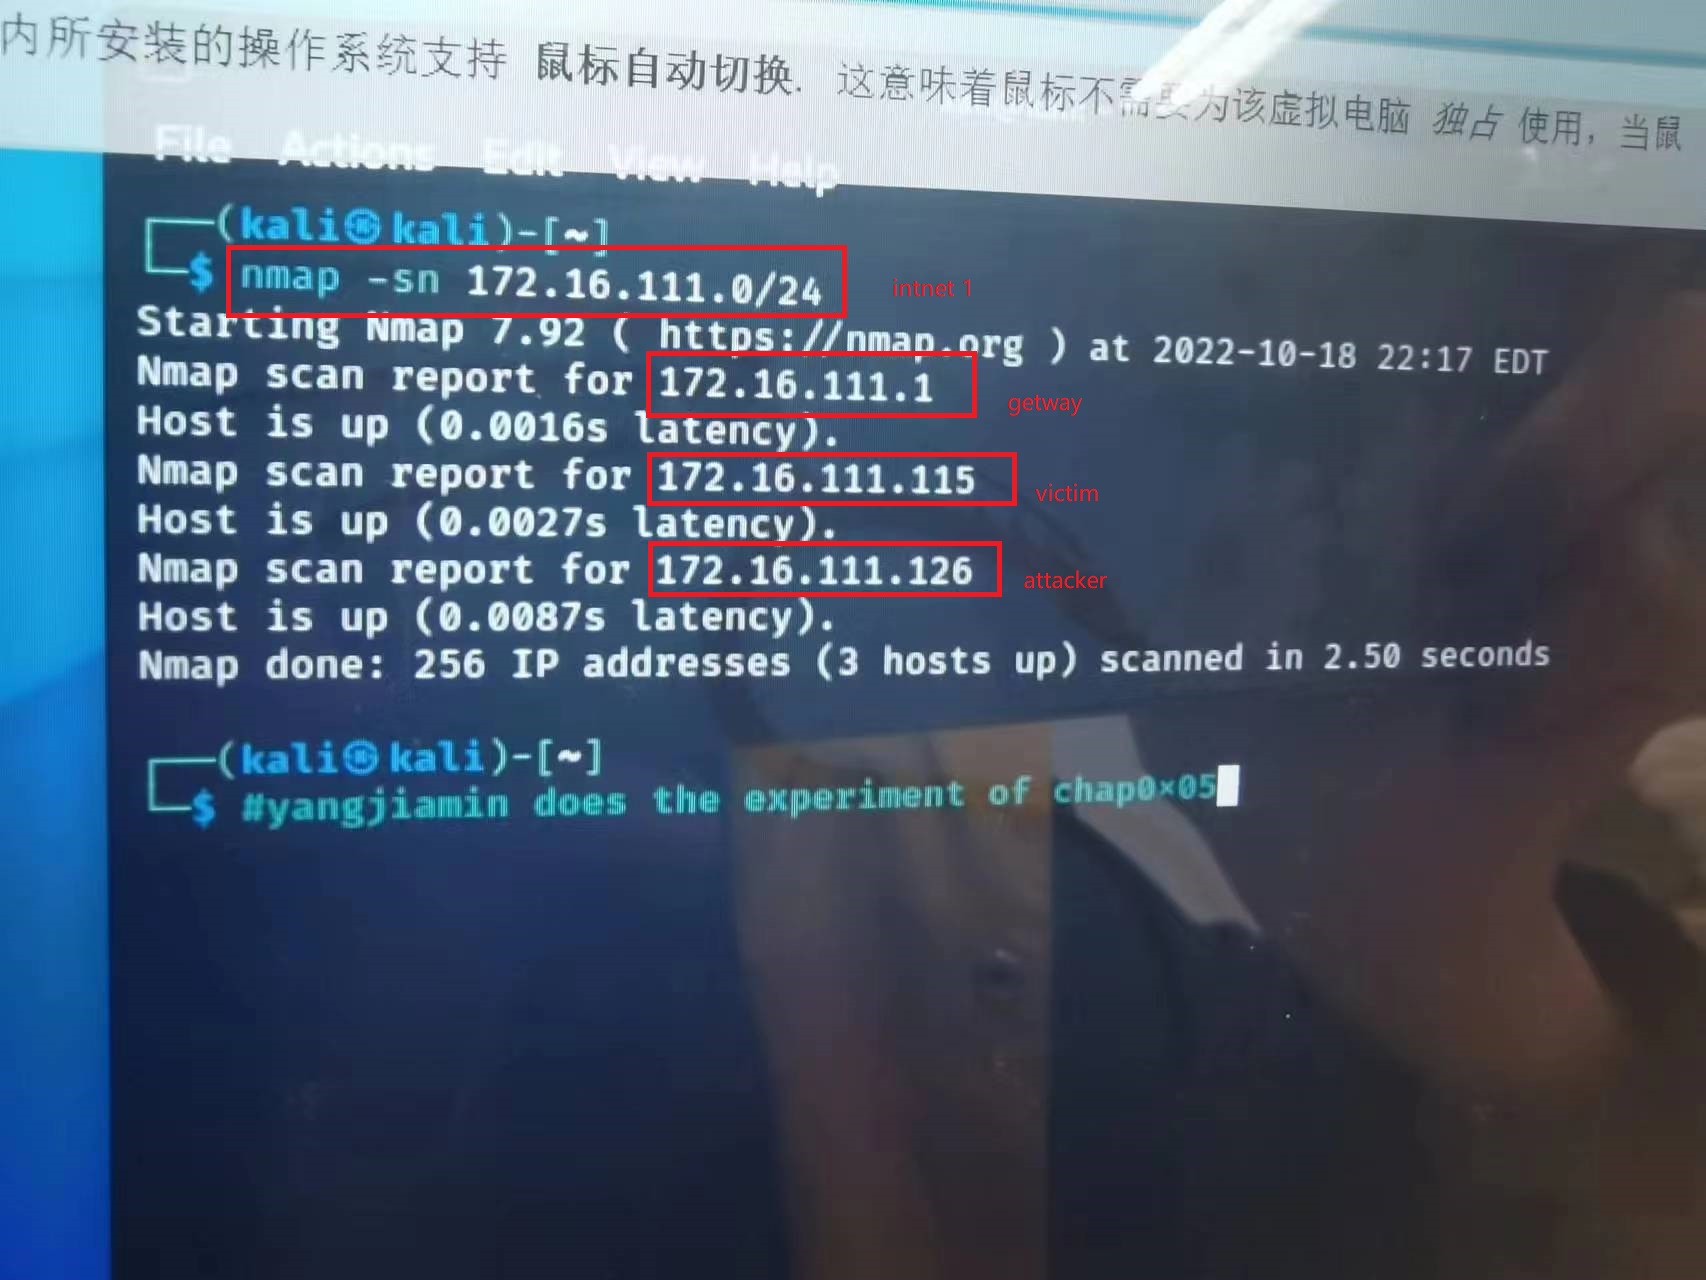 内所安装的操作系统支持 鼠标自动切换. 这意味着鼠标不需要为该虚拟电脑 独占 使用，当鼠
File Actions Edit View Help
(kali㉿kali)-[~]
$ nmap -sn 172.16.111.0/24 intnet 1
Starting Nmap 7.92 ( https://nmap.org ) at 2022-10-18 22:17 EDT
Nmap scan report for 172.16.111.1 getway
Host is up (0.0016s latency).
Nmap scan report for 172.16.111.115 victim
Host is up (0.0027s latency).
Nmap scan report for 172.16.111.126 attacker
Host is up (0.0087s latency).
Nmap done: 256 IP addresses (3 hosts up) scanned in 2.50 seconds
(kali㉿kali)-[~]
$ #yangjiamin does the experiment of chap0×05